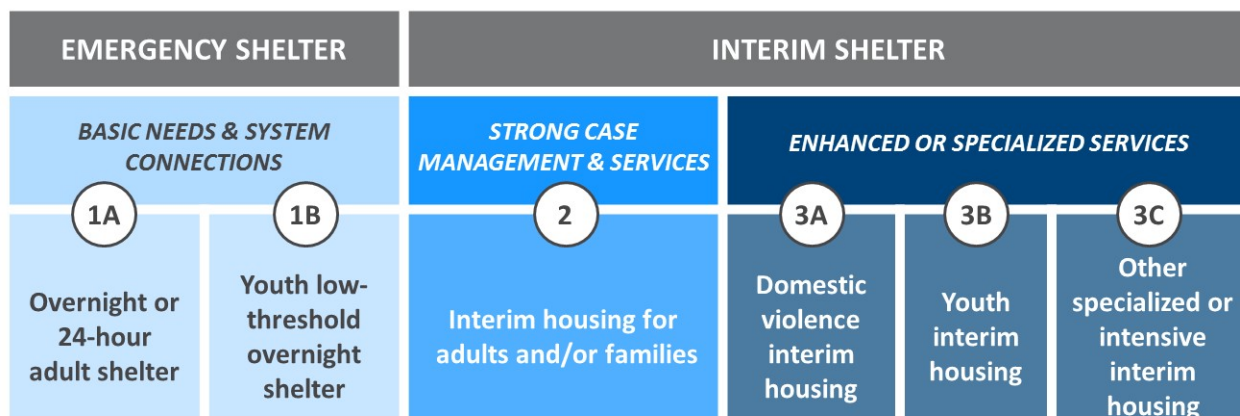 EMERGENCY SHELTER
INTERIM SHELTER
BASIC NEEDS & SYSTEM
CONNECTIONS
STRONG CASE
MANAGEMENT & SERVICES
ENHANCED OR SPECIALIZED SERVICES
1A
Overnight or
24-hour
adult shelter
1B
Youth low-
threshold
overnight
shelter
2
Interim housing for
adults and/or families
3A
Domestic
violence
interim
housing
3B
Youth
interim
housing
3C
Other
specialized or
intensive
interim
housing